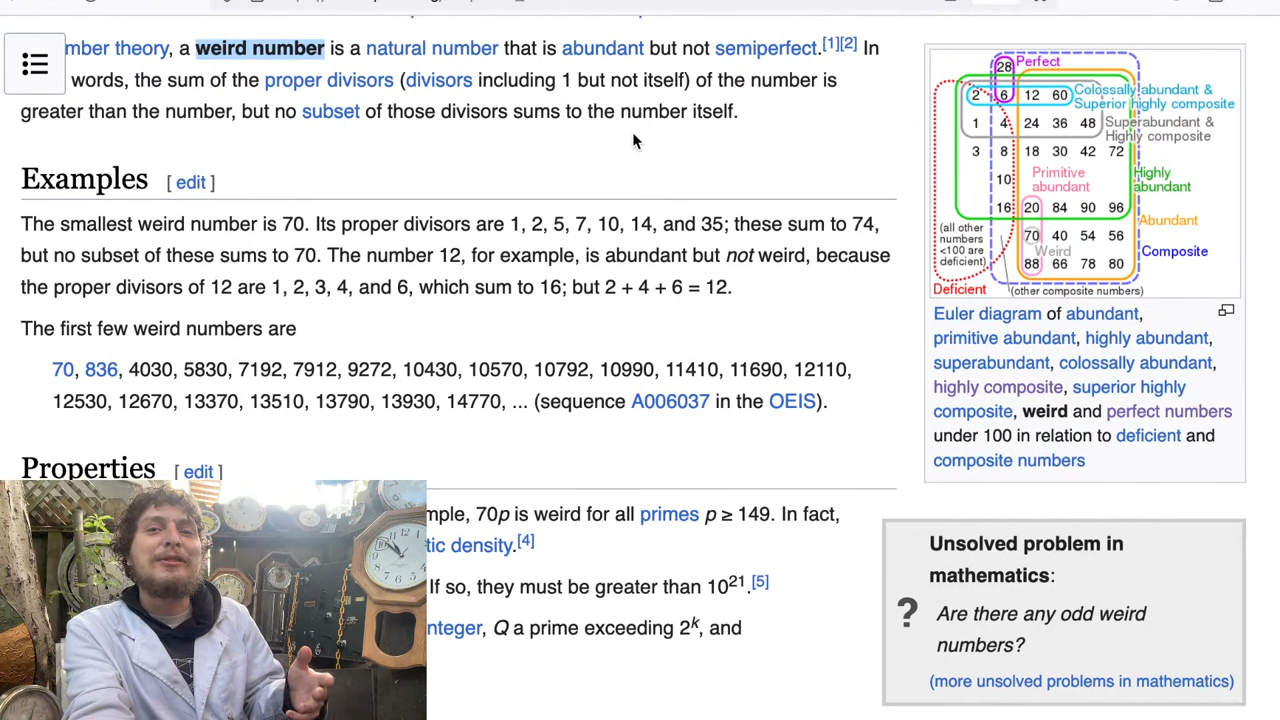 mber theory, a weird number is a natural number that is abundant but not semiperfect.[1][2] In
words, the sum of the proper divisors (divisors including 1 but not itself) of the number is
greater than the number, but no subset of those divisors sums to the number itself.
Examples [ edit ]
The smallest weird number is 70. Its proper divisors are 1, 2, 5, 7, 10, 14, and 35; these sum to 74,
but no subset of these sums to 70. The number 12, for example, is abundant but not weird, because
the proper divisors of 12 are 1, 2, 3, 4, and 6, which sum to 16; but 2 + 4 + 6 = 12.
The first few weird numbers are
70, 836, 4030, 5830, 7192, 7912, 9272, 10430, 10570, 10792, 10990, 11410, 11690, 12110,
12530, 12670, 13370, 13510, 13790, 13930, 14770, ... (sequence A006037 in the OEIS).
Properties [ edit ]
mple, 70p is weird for all primes p ≥ 149. In fact,
tic density.[4]
If so, they must be greater than 10²¹.[5]
nteger, Q a prime exceeding 2ᵏ, and
28 Perfect
2 6 12 60 Colossally abundant &
Superior highly composite
1 4 24 36 48 Superabundant &
Highly composite
3 8 18 30 42 72
10 Primitive abundant Highly abundant
16 20 84 90 96
Abundant
(all other
numbers
<100 are
deficient)
70 40 54 56
Weird
Composite
88 66 78 80
Deficient
(other composite numbers)
Euler diagram of abundant,
primitive abundant, highly abundant,
superabundant, colossally abundant,
highly composite, superior highly
composite, weird and perfect numbers
under 100 in relation to deficient and
composite numbers
Unsolved problem in
mathematics:
?
Are there any odd weird
numbers?
(more unsolved problems in mathematics)